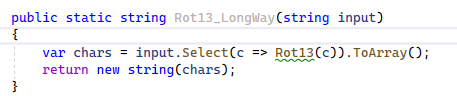 public static string Rot13_LongWay(string input)
{
    var chars = input.Select(c => Rot13(c)).ToArray();
    return new string(chars);
}